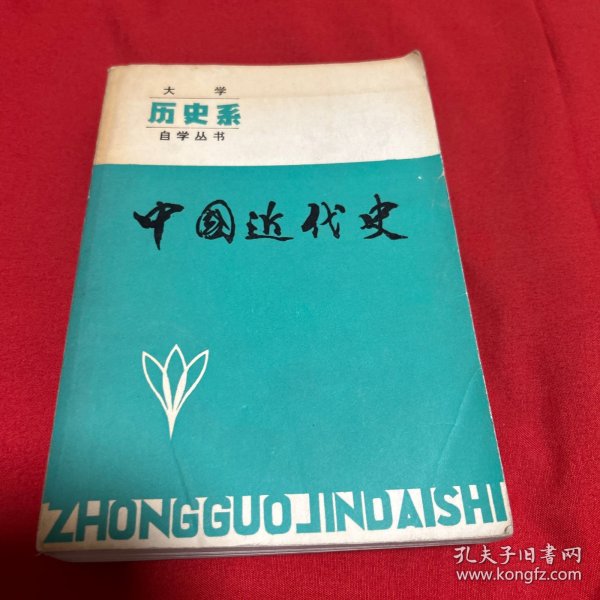 大学
历史系
自学丛书
中国近代史
ZHONGGUOJINDAISHI
孔夫子旧书网
www.kongfz.com